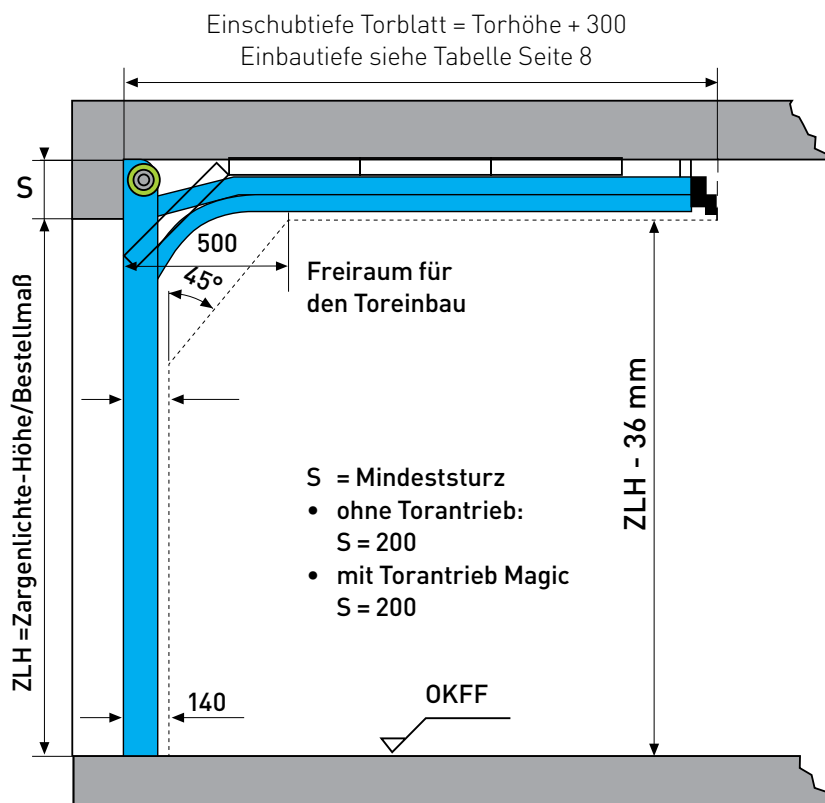 Einschubtiefe Torblatt = Torhöhe + 300
Einbautiefe siehe Tabelle Seite 8
S
500
45°
Freiraum für
den Toreinbau
ZLH =Zargenlichte-Höhe/Bestellmaß
ZLH - 36 mm
S = Mindeststurz
• ohne Torantrieb:
S = 200
• mit Torantrieb Magic
S = 200
140
OKFF